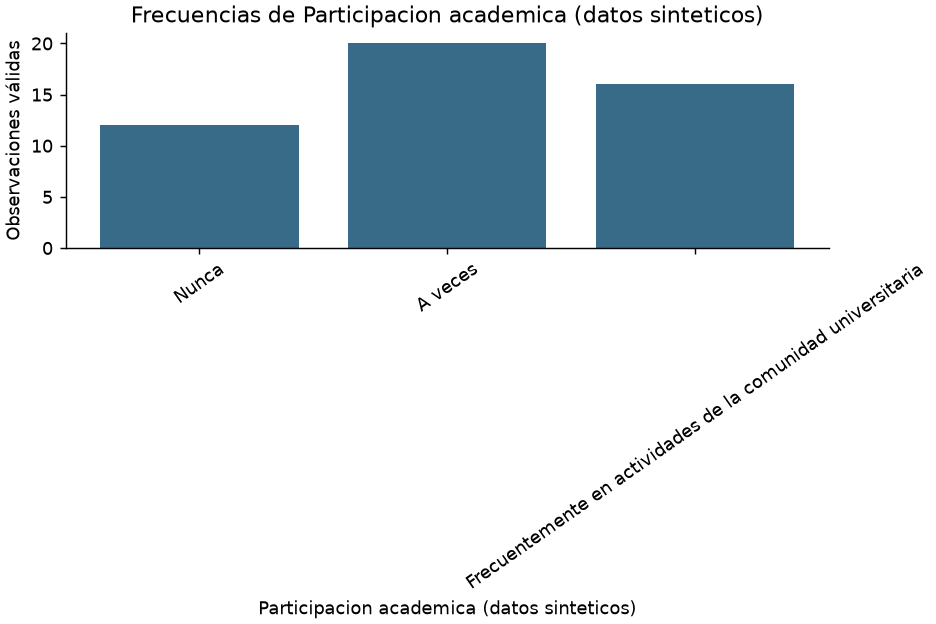 Frecuencias de Participacion academica (datos sinteticos)
Observaciones válidas
20
15
10
5
0
Nunca
A veces
Frecuentemente en actividades de la comunidad universitaria
Participacion academica (datos sinteticos)